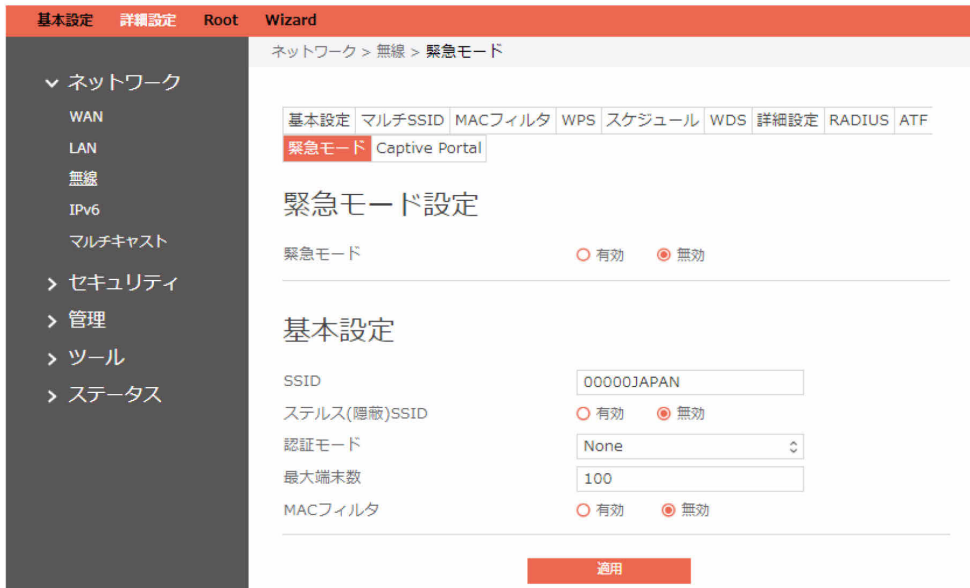 基本設定 詳細設定 Root Wizard
ネットワーク > 無線 > 緊急モード
ネットワーク
WAN
LAN
無線
IPv6
マルチキャスト
セキュリティ
管理
ツール
ステータス
基本設定 マルチSSID MACフィルタ WPS スケジュール WDS 詳細設定 RADIUS ATF
緊急モード Captive Portal
緊急モード設定
緊急モード 有効 無効
基本設定
SSID 00000JAPAN
ステルス(隠蔽)SSID 有効 無効
認証モード None
最大端末数 100
MACフィルタ 有効 無効
適用